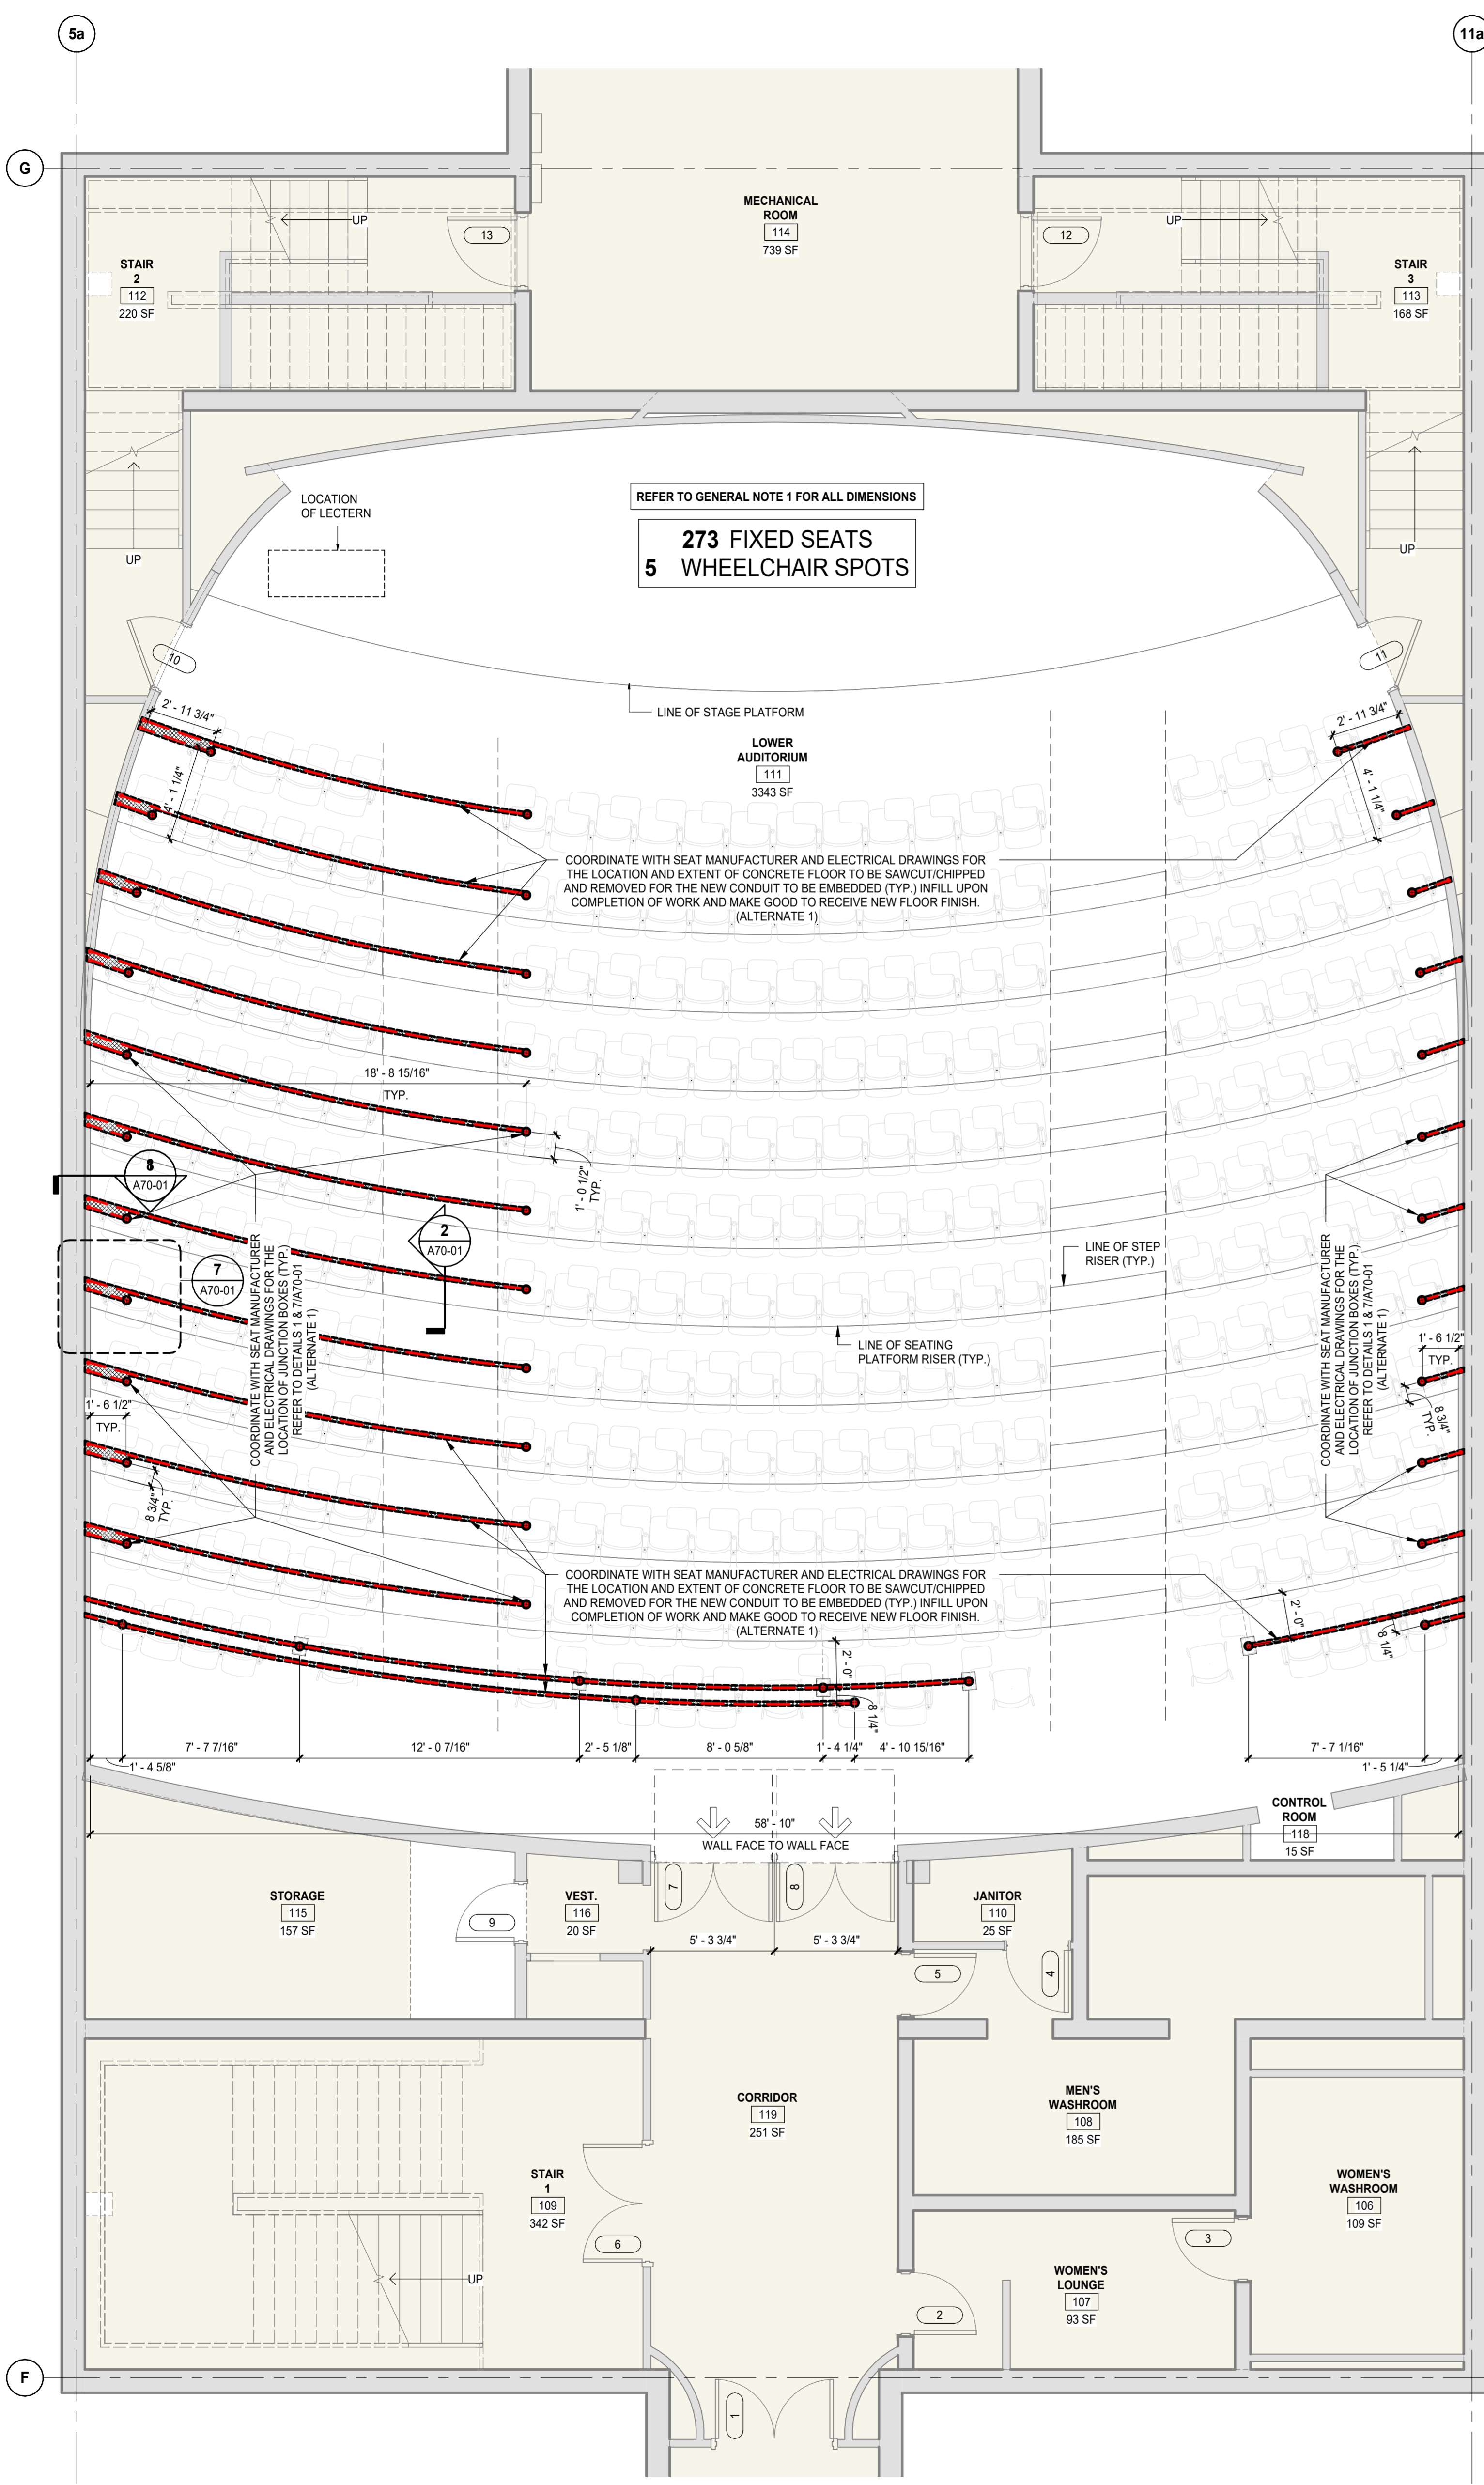 5a
11a
G
MECHANICAL
ROOM
114
739 SF
UP
13
UP
12
STAIR
2
112
220 SF
STAIR
3
113
168 SF
LOCATION
OF LECTERN
REFER TO GENERAL NOTE 1 FOR ALL DIMENSIONS
273 FIXED SEATS
5 WHEELCHAIR SPOTS
UP
UP
10
11
2' - 11 3/4"
LINE OF STAGE PLATFORM
2' - 11 3/4"
LOWER
AUDITORIUM
111
3343 SF
4' - 1 1/4"
4' - 1 1/4"
COORDINATE WITH SEAT MANUFACTURER AND ELECTRICAL DRAWINGS FOR
THE LOCATION AND EXTENT OF CONCRETE FLOOR TO BE SAWCUT/CHIPPED
AND REMOVED FOR THE NEW CONDUIT TO BE EMBEDDED (TYP.) INFILL UPON
COMPLETION OF WORK AND MAKE GOOD TO RECEIVE NEW FLOOR FINISH.
(ALTERNATE 1)
18' - 8 15/16"
TYP.
1' - 0 1/2"
TYP.
8
A70-01
2
A70-01
7
A70-01
COORDINATE WITH SEAT MANUFACTURER
AND ELECTRICAL DRAWINGS FOR THE
LOCATION OF JUNCTION BOXES (TYP.)
REFER TO DETAILS 1 & 7/A70-01
(ALTERNATE 1)
LINE OF STEP
RISER (TYP.)
LINE OF SEATING
PLATFORM RISER (TYP.)
COORDINATE WITH SEAT MANUFACTURER
AND ELECTRICAL DRAWINGS FOR THE
LOCATION OF JUNCTION BOXES (TYP.)
REFER TO DETAILS 1 & 7/A70-01
(ALTERNATE 1)
1' - 6 1/2"
TYP.
8 3/4"
TYP.
1' - 6 1/2"
TYP.
8 3/4"
TYP.
COORDINATE WITH SEAT MANUFACTURER AND ELECTRICAL DRAWINGS FOR
THE LOCATION AND EXTENT OF CONCRETE FLOOR TO BE SAWCUT/CHIPPED
AND REMOVED FOR THE NEW CONDUIT TO BE EMBEDDED (TYP.) INFILL UPON
COMPLETION OF WORK AND MAKE GOOD TO RECEIVE NEW FLOOR FINISH.
(ALTERNATE 1)
2' - 0"
8 1/4"
2' - 0"
8 1/4"
7' - 7 7/16"
12' - 0 7/16"
2' - 5 1/8"
8' - 0 5/8"
1' - 4 1/4"
4' - 10 15/16"
7' - 7 1/16"
1' - 4 5/8"
1' - 5 1/4"
58' - 10"
WALL FACE TO WALL FACE
CONTROL
ROOM
118
15 SF
7
8
STORAGE
115
157 SF
9
VEST.
116
20 SF
JANITOR
110
25 SF
5' - 3 3/4"
5' - 3 3/4"
5
4
CORRIDOR
119
251 SF
MEN'S
WASHROOM
108
185 SF
STAIR
1
109
342 SF
WOMEN'S
WASHROOM
106
109 SF
6
3
UP
WOMEN'S
LOUNGE
107
93 SF
2
F
1